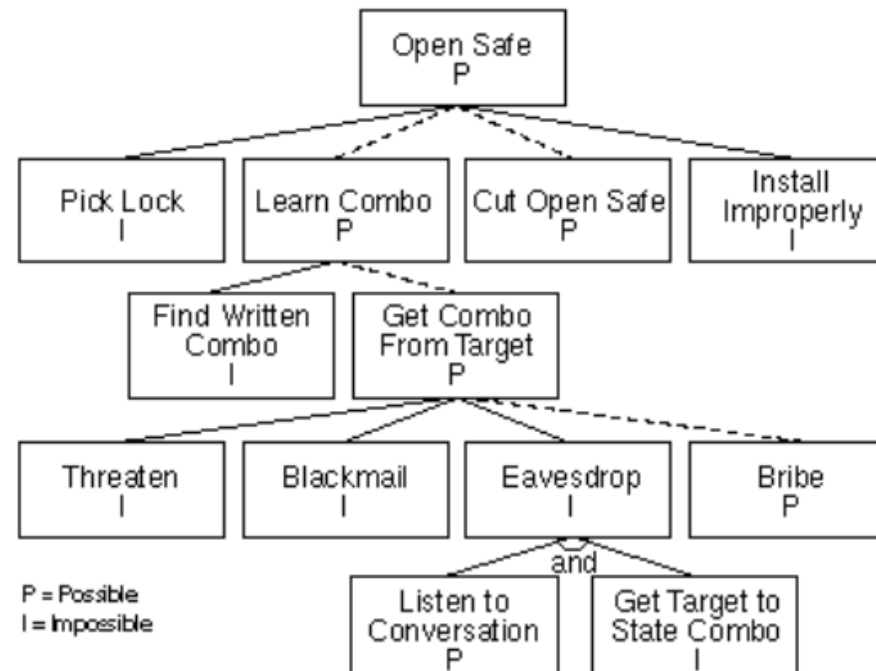 Open Safe
P
Pick Lock
I
Learn Combo
P
Cut Open Safe
P
Install
Improperly
I
Find Written
Combo
I
Get Combo
From Target
P
Threaten
I
Blackmail
I
Eavesdrop
I
Bribe
P
and
P = Possible
I = Impossible
Listen to
Conversation
P
Get Target to
State Combo
I